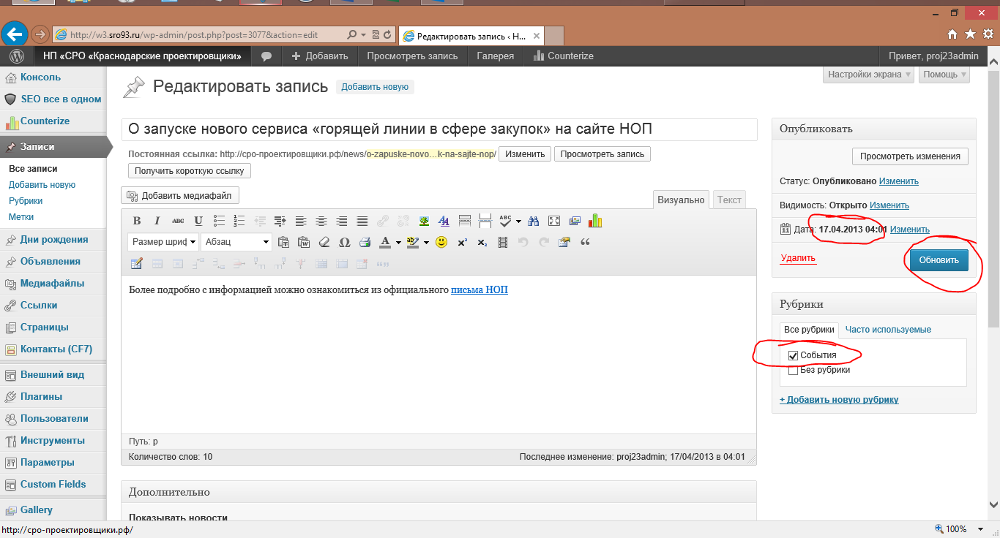 http://w3.sro93.ru/wp-admin/post.php?post=3077&action=edit
Редактировать запись ‹ Н...
НП «СРО «Краснодарские проектировщики»
Добавить
Просмотреть запись
Галерея
Counterize
Привет, proj23admin
Консоль
SEO все в одном
Counterize
Записи
Все записи
Добавить новую
Рубрики
Метки
Дни рождения
Объявления
Медиафайлы
Ссылки
Страницы
Контакты (CF7)
Внешний вид
Плагины
Пользователи
Инструменты
Параметры
Custom Fields
Gallery
Настройки экрана
Помощь
Редактировать запись
Добавить новую
О запуске нового сервиса «горящей линии в сфере закупок» на сайте НОП
Постоянная ссылка: http://сро-проектировщики.рф/news/o-zapuske-novo…k-na-sajte-nop/ Изменить Просмотреть запись
Получить короткую ссылку
Добавить медиафайл
Визуально
Текст
B I ABC U
ABC
Размер шриф
Абзац
Более подробно с информацией можно ознакомиться из официального письма НОП
Путь: p
Количество слов: 10
Последнее изменение: proj23admin; 17/04/2013 в 04:01
Дополнительно
Показывать новости
Опубликовать
Просмотреть изменения
Статус: Опубликовано Изменить
Видимость: Открыто Изменить
Дата: 17.04.2013 04:01 Изменить
Удалить
Обновить
Рубрики
Все рубрики
Часто используемые
События
Без рубрики
+ Добавить новую рубрику
http://сро-проектировщики.рф/
100%